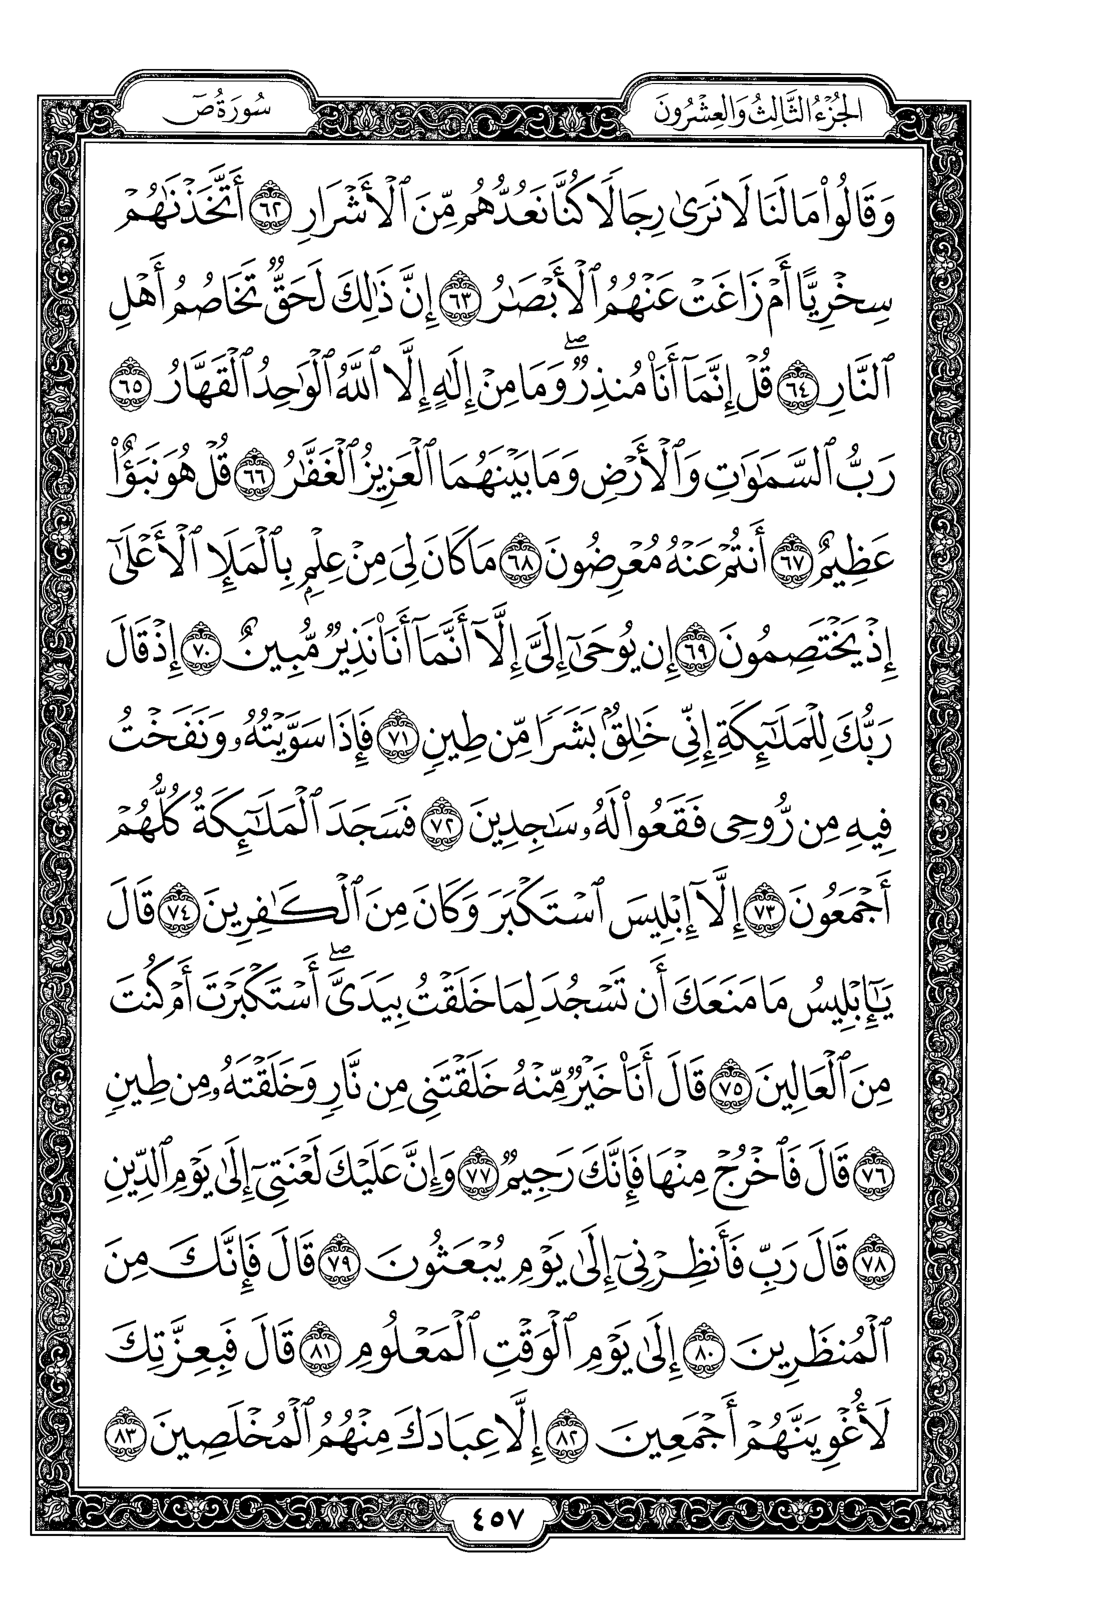 الجُزْءُ الثَّالِثُ وَالعِشْرُونَ
سُورَةُ صٓ
وَقَالُوا۟ مَا لَنَا لَا نَرَىٰ رِجَالًا كُنَّا نَعُدُّهُم مِّنَ ٱلْأَشْرَارِ ٦٢ أَتَّخَذْنَٰهُمْ
سِخْرِيًّا أَمْ زَاغَتْ عَنْهُمُ ٱلْأَبْصَٰرُ ٦٣ إِنَّ ذَٰلِكَ لَحَقٌّ تَخَاصُمُ أَهْلِ
ٱلنَّارِ ٦٤ قُلْ إِنَّمَآ أَنَا۠ مُنذِرٌ ۖ وَمَا مِنْ إِلَٰهٍ إِلَّا ٱللَّهُ ٱلْوَٰحِدُ ٱلْقَهَّارُ ٦٥
رَبُّ ٱلسَّمَٰوَٰتِ وَٱلْأَرْضِ وَمَا بَيْنَهُمَا ٱلْعَزِيزُ ٱلْغَفَّٰرُ ٦٦ قُلْ هُوَ نَبَؤٌا۟
عَظِيمٌ ٦٧ أَنتُمْ عَنْهُ مُعْرِضُونَ ٦٨ مَا كَانَ لِىَ مِنْ عِلْمٍۭ بِٱلْمَلَإِ ٱلْأَعْلَىٰٓ
إِذْ يَخْتَصِمُونَ ٦٩ إِن يُوحَىٰٓ إِلَىَّ إِلَّآ أَنَّمَآ أَنَا۠ نَذِيرٌ مُّبِينٌ ٧٠ إِذْ قَالَ
رَبُّكَ لِلْمَلَٰٓئِكَةِ إِنِّى خَٰلِقٌۢ بَشَرًا مِّن طِينٍ ٧١ فَإِذَا سَوَّيْتُهُۥ وَنَفَخْتُ
فِيهِ مِن رُّوحِى فَقَعُوا۟ لَهُۥ سَٰجِدِينَ ٧٢ فَسَجَدَ ٱلْمَلَٰٓئِكَةُ كُلُّهُمْ
أَجْمَعُونَ ٧٣ إِلَّآ إِبْلِيسَ ٱسْتَكْبَرَ وَكَانَ مِنَ ٱلْكَٰفِرِينَ ٧٤ قَالَ
يَٰٓإِبْلِيسُ مَا مَنَعَكَ أَن تَسْجُدَ لِمَا خَلَقْتُ بِيَدَىَّ ۖ أَسْتَكْبَرْتَ أَمْ كُنتَ
مِنَ ٱلْعَالِينَ ٧٥ قَالَ أَنَا۠ خَيْرٌ مِّنْهُ خَلَقْتَنِى مِن نَّارٍ وَخَلَقْتَهُۥ مِن طِينٍ
٧٦ قَالَ فَٱخْرُجْ مِنْهَا فَإِنَّكَ رَجِيمٌ ٧٧ وَإِنَّ عَلَيْكَ لَعْنَتِىٓ إِلَىٰ يَوْمِ ٱلدِّينِ
٧٨ قَالَ رَبِّ فَأَنظِرْنِىٓ إِلَىٰ يَوْمِ يُبْعَثُونَ ٧٩ قَالَ فَإِنَّكَ مِنَ
ٱلْمُنظَرِينَ ٨٠ إِلَىٰ يَوْمِ ٱلْوَقْتِ ٱلْمَعْلُومِ ٨١ قَالَ فَبِعِزَّتِكَ
لَأُغْوِيَنَّهُمْ أَجْمَعِينَ ٨٢ إِلَّا عِبَادَكَ مِنْهُمُ ٱلْمُخْلَصِينَ ٨٣
٤٥٧